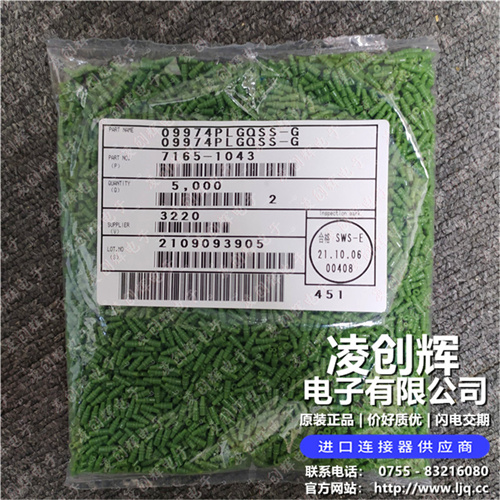 PART NAME
09974PLGQSS-G
09974PLGQSS-G
PART NO.
(P)
7165-1043
QUANTITY
(Q)
5,000
2
SUPPLIER
(V)
3220
LOT.NO
2109093905
Inspection mark
合格 SWS-E
21.10.06
00408
451
凌创辉
电子有限公司
原装正品 | 价好质优 | 闪电交期
进口连接器供应商
联系电话： 0755 - 83216080
官方网站： http://www.ljq.cc